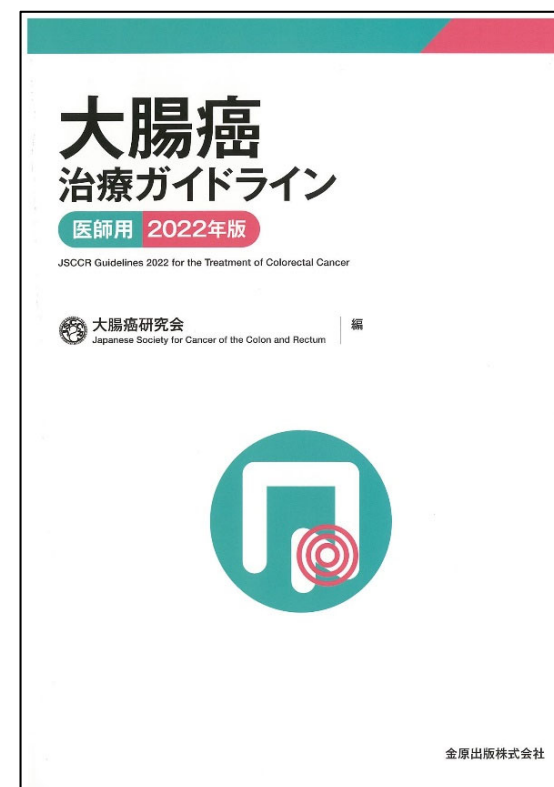 大腸癌
治療ガイドライン
医師用 2022年版
JSCCR Guidelines 2022 for the Treatment of Colorectal Cancer
大腸癌研究会 編
Japanese Society for Cancer of the Colon and Rectum
金原出版株式会社